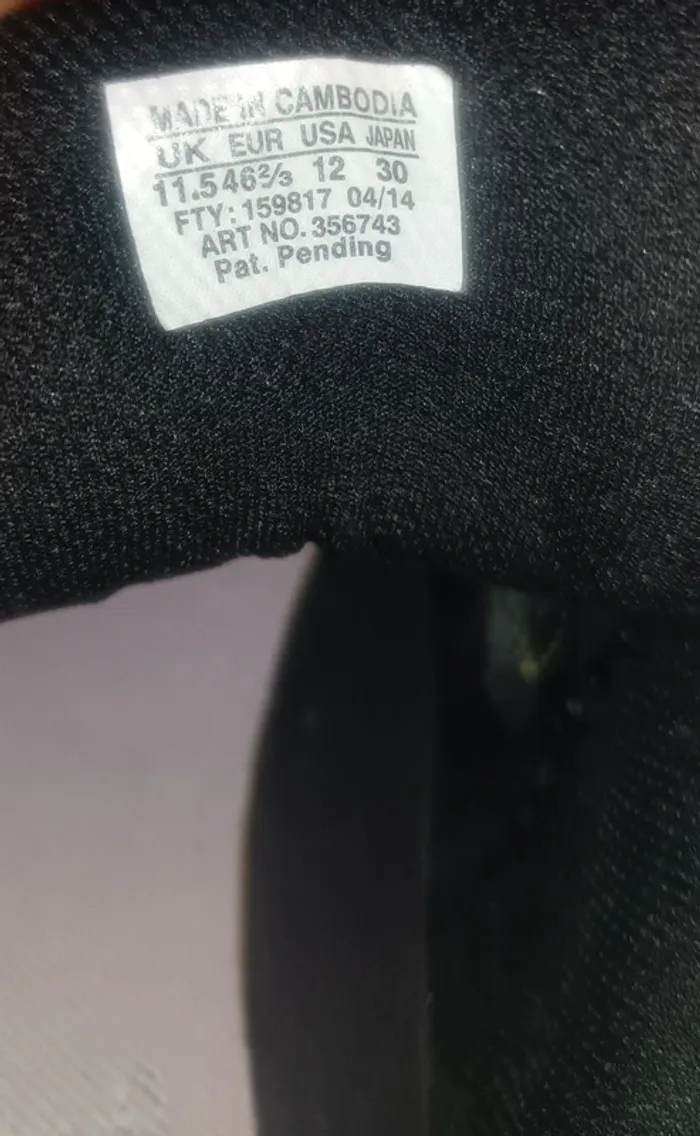 MADE IN CAMBODIA
UK EUR USA JAPAN
11.5 46⅔ 12 30
FTY: 159817 04/14
ART NO. 356743
Pat. Pending